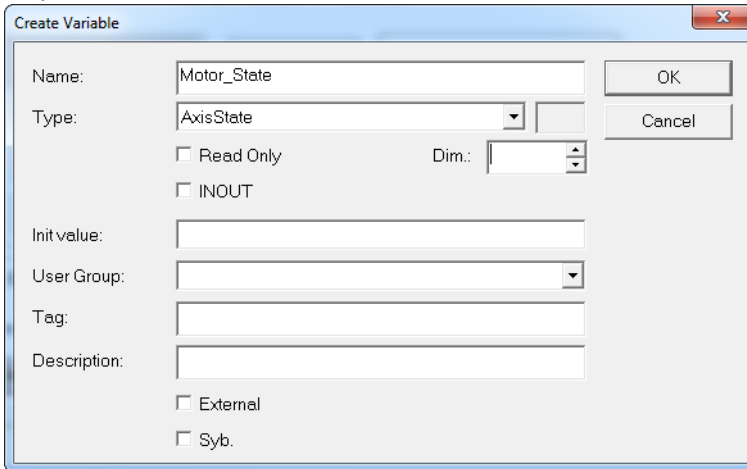 Create Variable
Name: Motor_State OK
Type: AxisState Cancel
Read Only Dim.:
INOUT
Init value:
User Group:
Tag:
Description:
External
Syb.